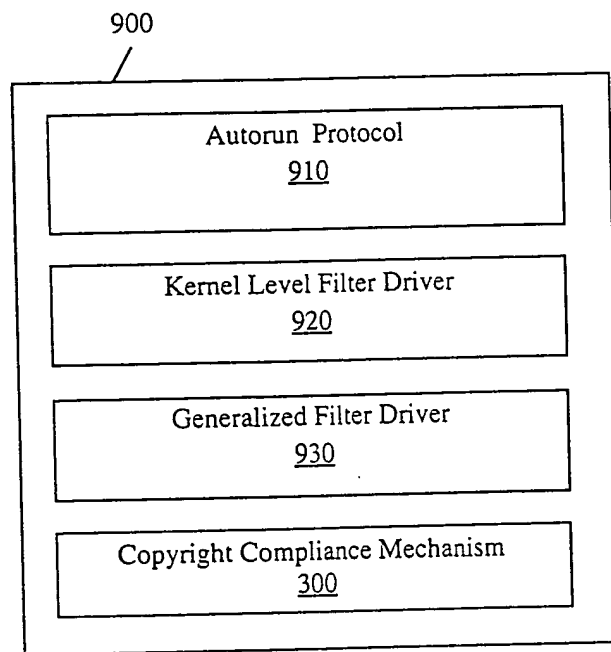 900
Autorun Protocol
910
Kernel Level Filter Driver
920
Generalized Filter Driver
930
Copyright Compliance Mechanism
300